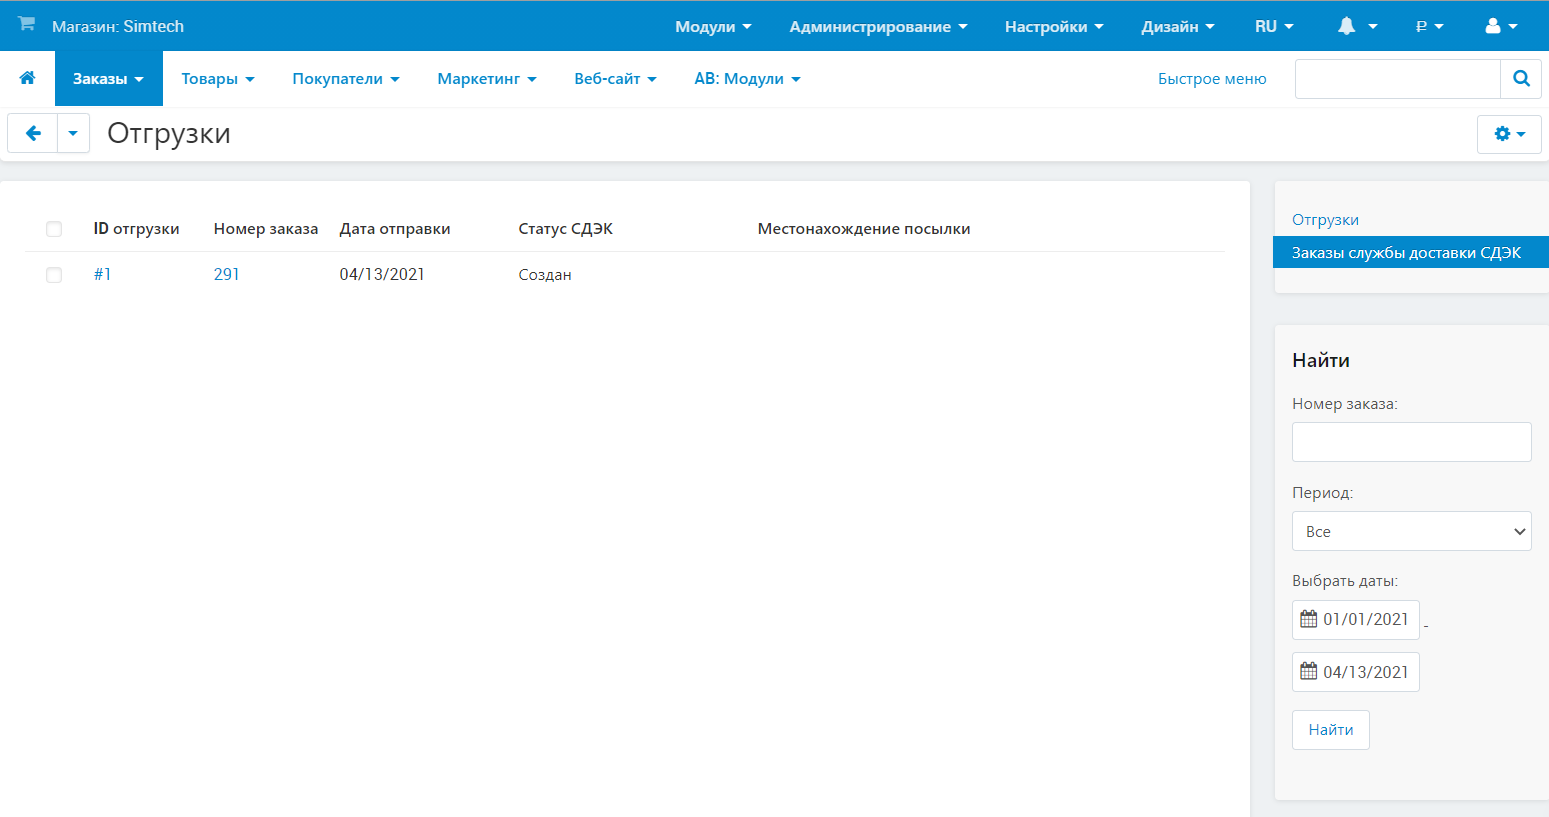 Магазин: Simtech
Модули Администрирование Настройки Дизайн RU ₽
Заказы Товары Покупатели Маркетинг Веб-сайт AB: Модули Быстрое меню
Отгрузки
ID отгрузки Номер заказа Дата отправки Статус СДЭК Местонахождение посылки
#1 291 04/13/2021 Создан
Отгрузки
Заказы службы доставки СДЭК
Найти
Номер заказа:
Период:
Все
Выбрать даты:
01/01/2021 -
04/13/2021
Найти